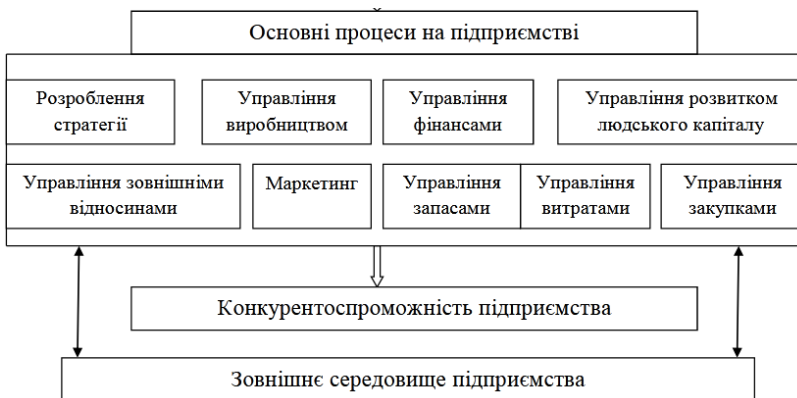 Основні процеси на підприємстві
Розроблення
стратегії
Управління
виробництвом
Управління
фінансами
Управління розвитком
людського капіталу
Управління зовнішніми
відносинами
Маркетинг
Управління
запасами
Управління
витратами
Управління
закупками
Конкурентоспроможність підприємства
Зовнішнє середовище підприємства